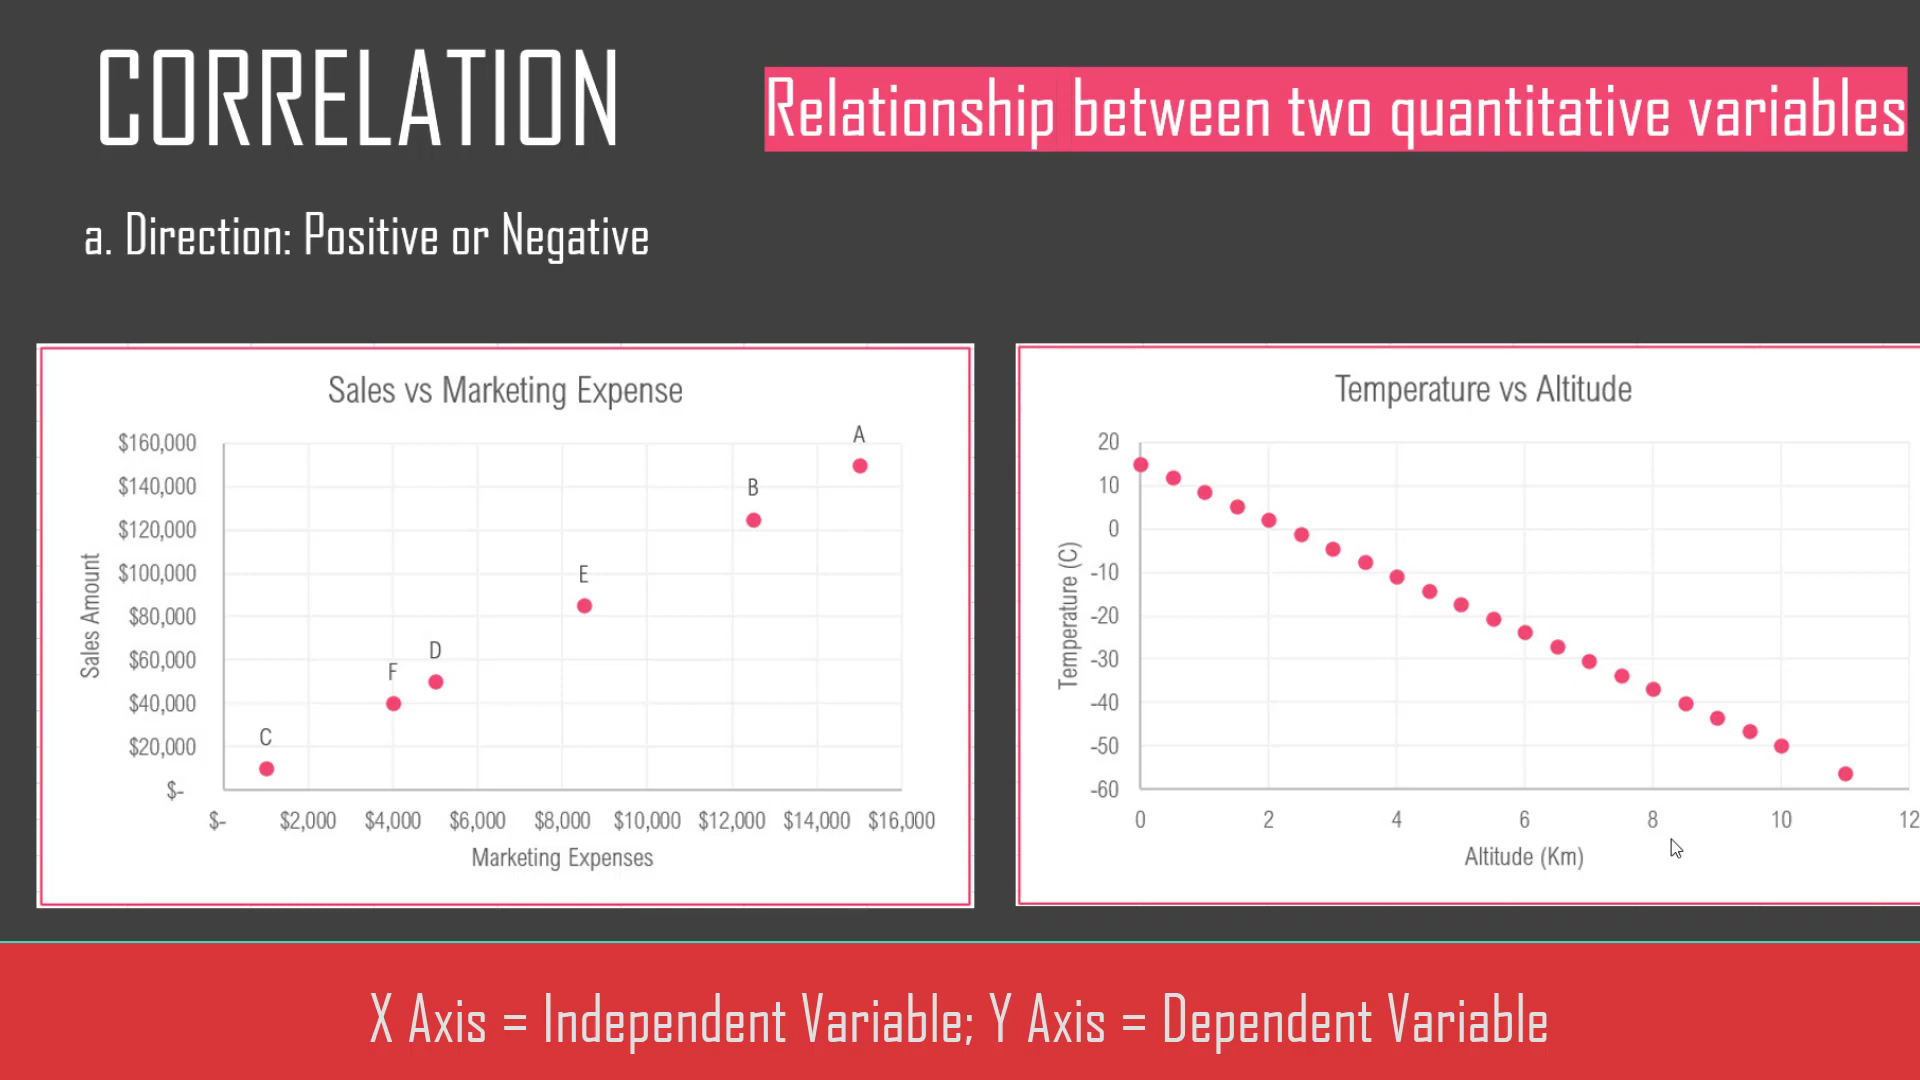 CORRELATION
Relationship between two quantitative variables
a. Direction: Positive or Negative
Sales vs Marketing Expense
$160,000
$140,000
$120,000
$100,000
$80,000
$60,000
$40,000
$20,000
$-
Sales Amount
A
B
E
D
F
C
$- $2,000 $4,000 $6,000 $8,000 $10,000 $12,000 $14,000 $16,000
Marketing Expenses
Temperature vs Altitude
20
10
0
-10
-20
-30
-40
-50
-60
Temperature (C)
0 2 4 6 8 10 12
Altitude (Km)
X Axis = Independent Variable; Y Axis = Dependent Variable